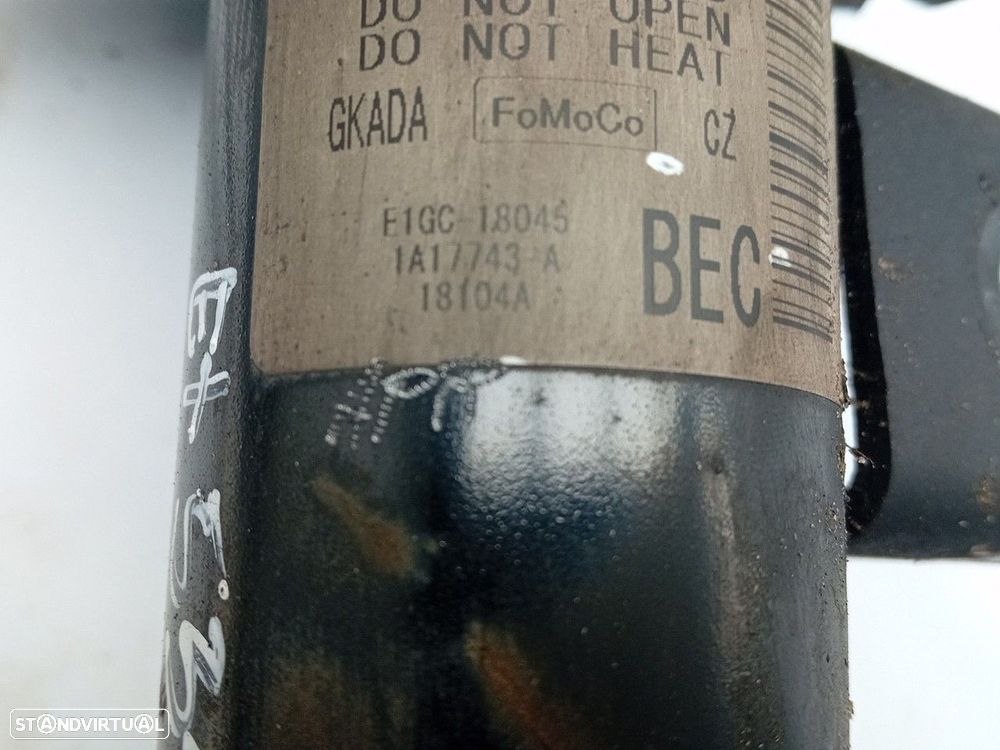 DO NOT OPEN
DO NOT HEAT
GKADA FoMoCo CZ
E1GC-18045
1A17743-A
18104A
BEC
STANDVIRTUAL